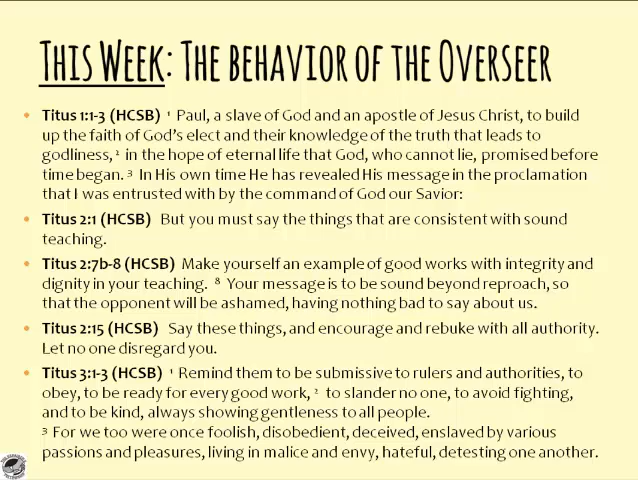 This Week: The behavior of the Overseer
• Titus 1:1-3 (HCSB) ¹ Paul, a slave of God and an apostle of Jesus Christ, to build
up the faith of God's elect and their knowledge of the truth that leads to
godliness, ² in the hope of eternal life that God, who cannot lie, promised before
time began. ³ In His own time He has revealed His message in the proclamation
that I was entrusted with by the command of God our Savior:
• Titus 2:1 (HCSB) But you must say the things that are consistent with sound
teaching.
• Titus 2:7b-8 (HCSB) Make yourself an example of good works with integrity and
dignity in your teaching. ⁸ Your message is to be sound beyond reproach, so
that the opponent will be ashamed, having nothing bad to say about us.
• Titus 2:15 (HCSB) Say these things, and encourage and rebuke with all authority.
Let no one disregard you.
• Titus 3:1-3 (HCSB) ¹ Remind them to be submissive to rulers and authorities, to
obey, to be ready for every good work, ² to slander no one, to avoid fighting,
and to be kind, always showing gentleness to all people.
³ For we too were once foolish, disobedient, deceived, enslaved by various
passions and pleasures, living in malice and envy, hateful, detesting one another.